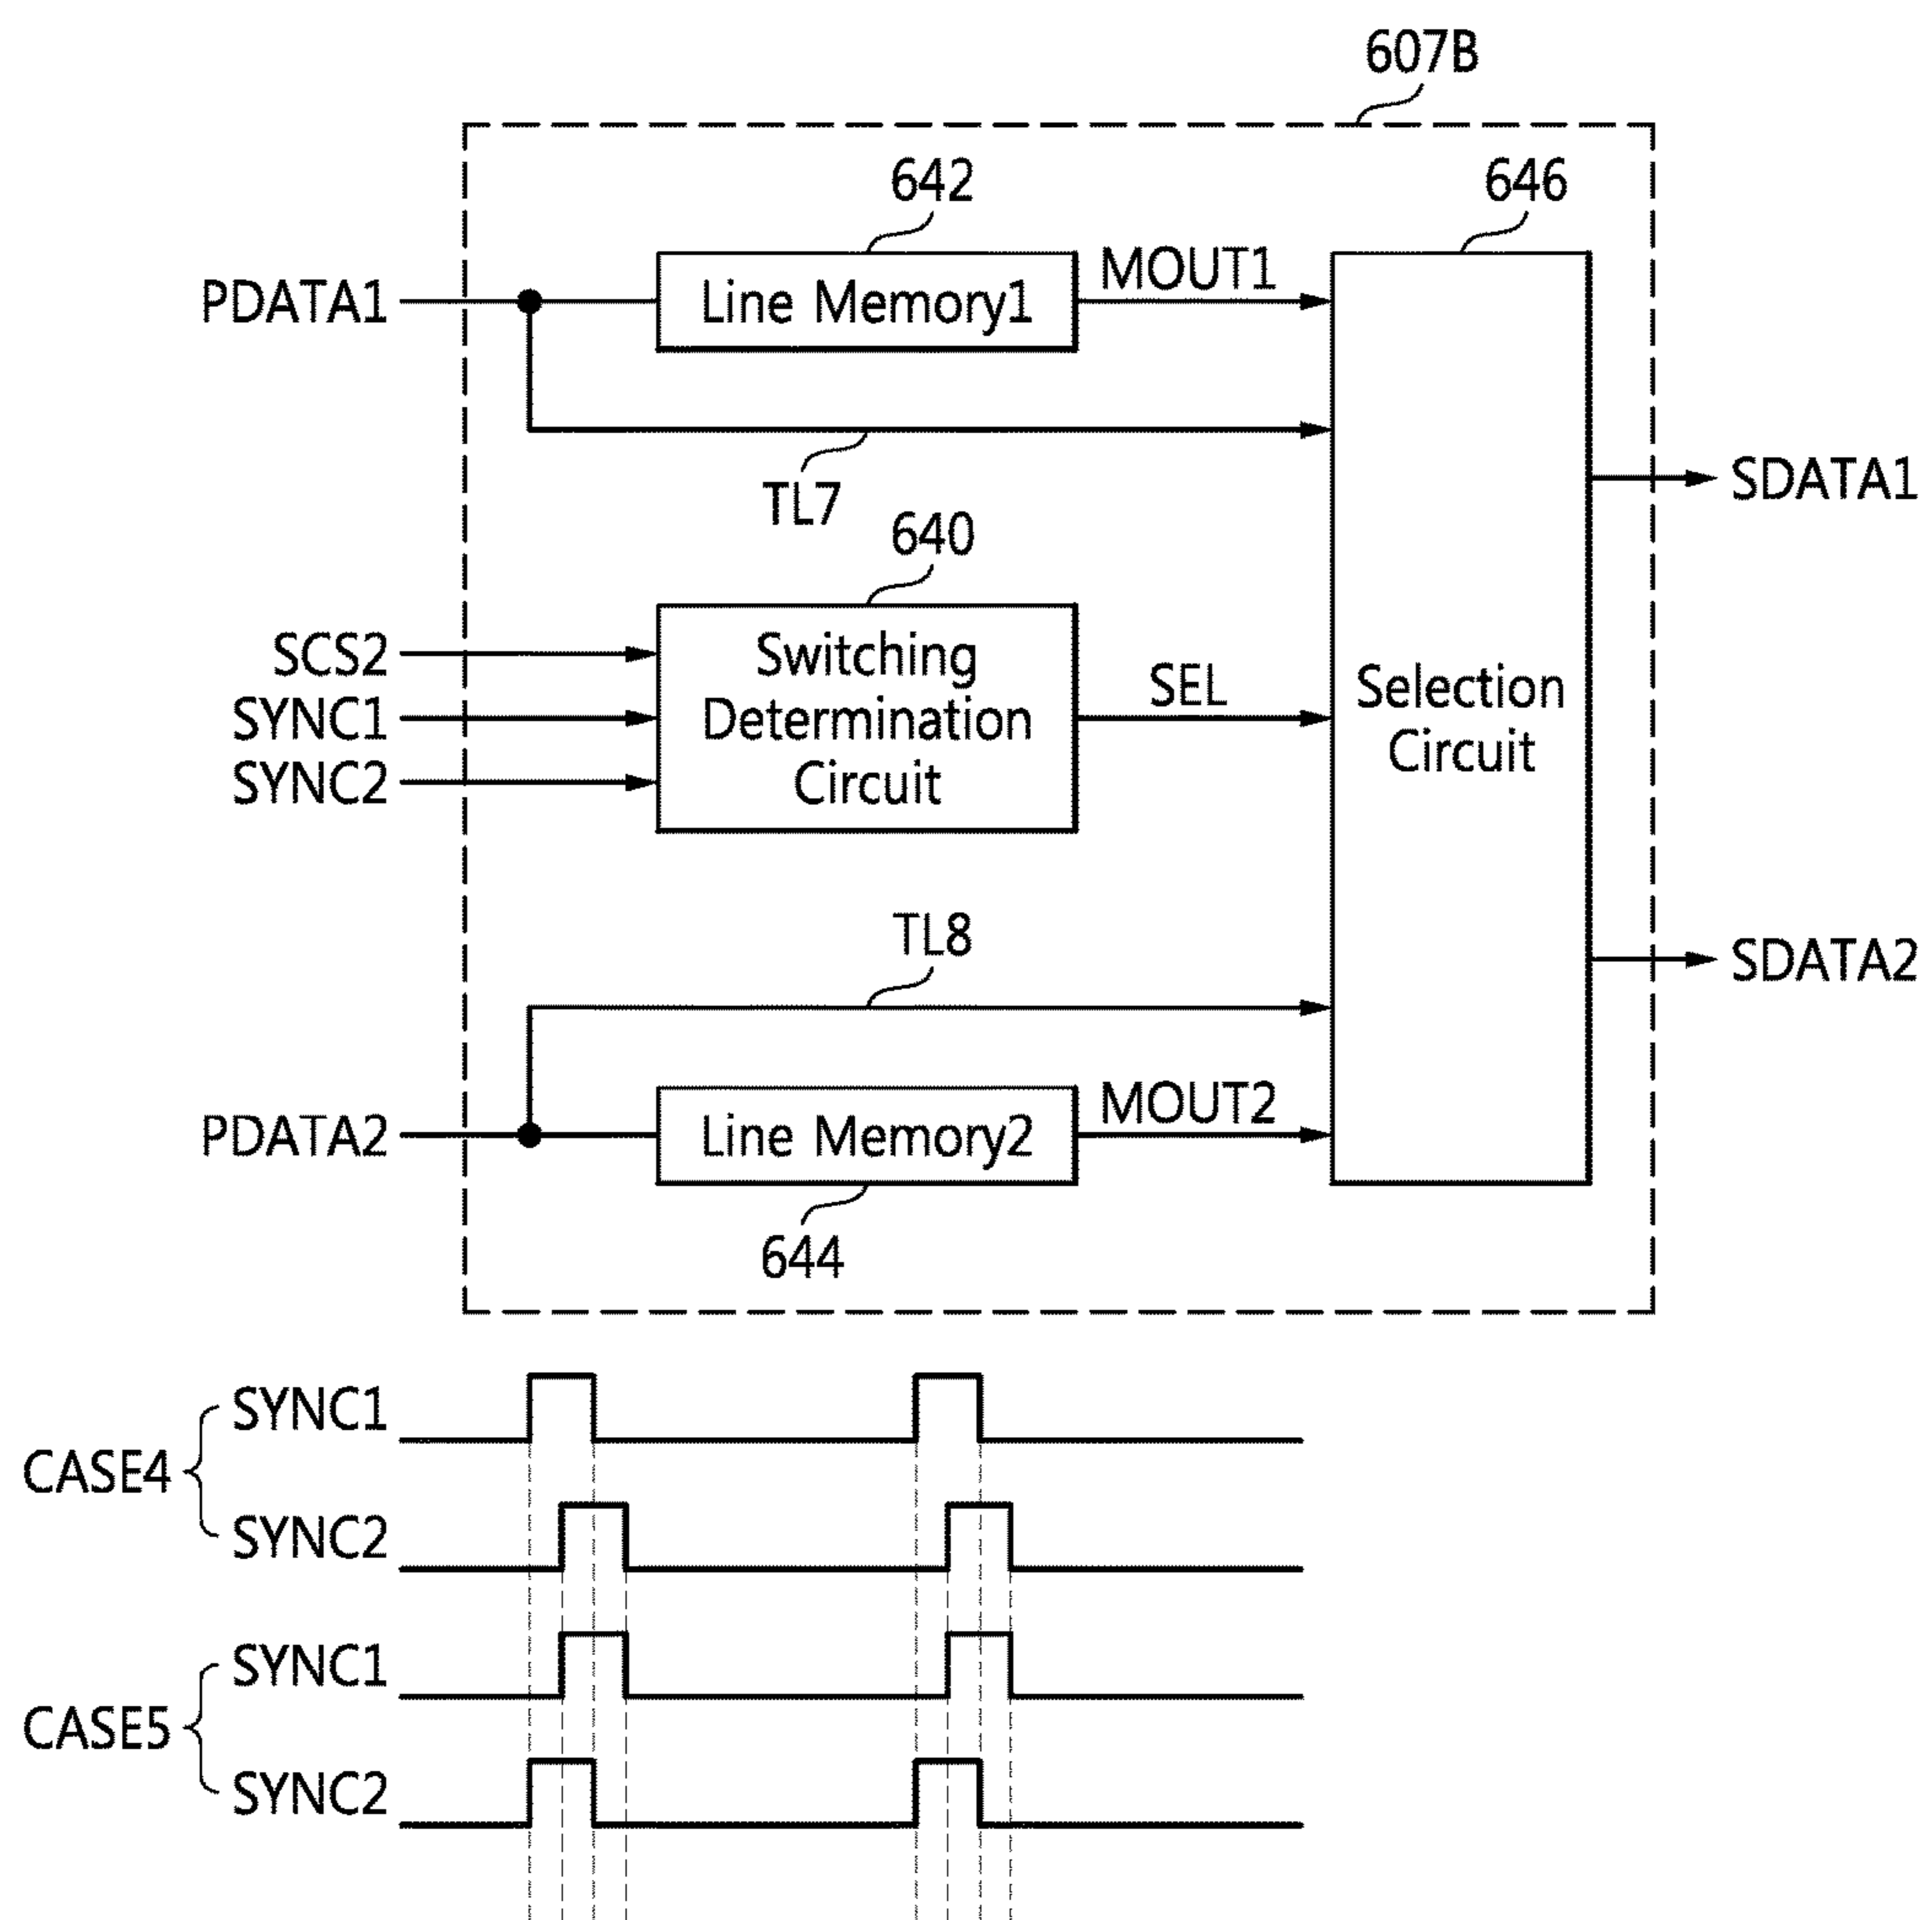 607B
642
646
PDATA1
Line Memory1
MOUT1
TL7
SDATA1
640
SCS2
SYNC1
SYNC2
Switching
Determination
Circuit
SEL
Selection
Circuit
TL8
SDATA2
PDATA2
Line Memory2
MOUT2
644
CASE4
SYNC1
SYNC2
CASE5
SYNC1
SYNC2